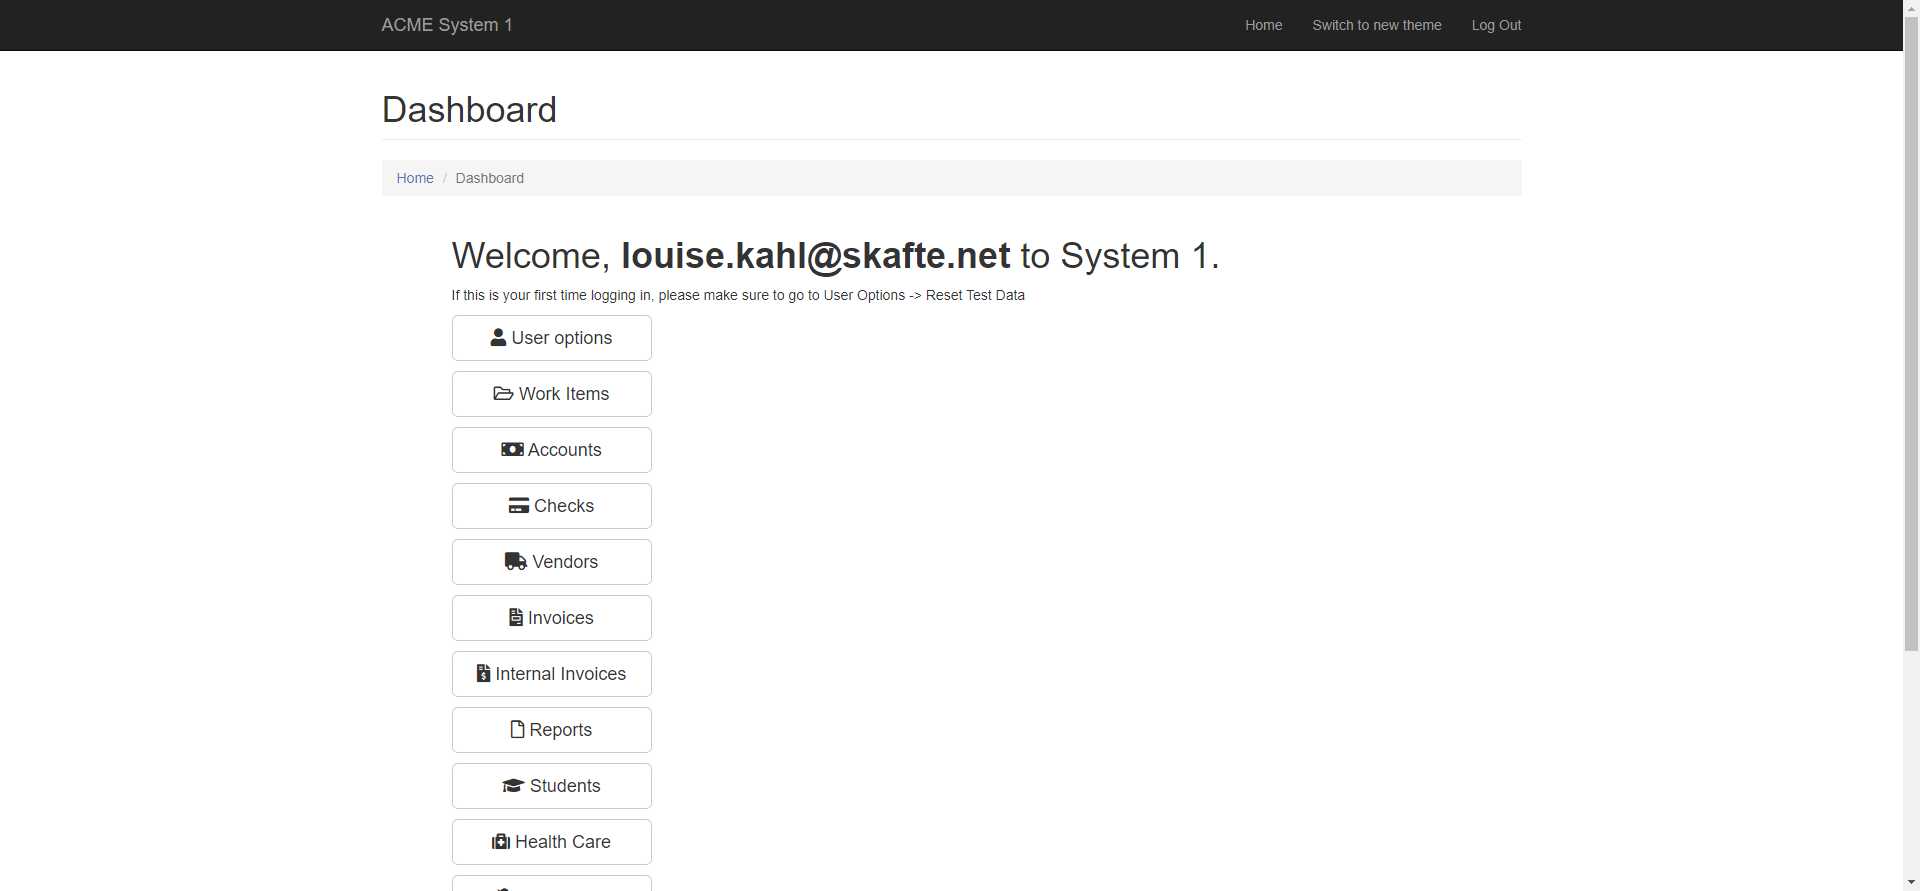 ACME System 1
Home
Switch to new theme
Log Out
Dashboard
Home / Dashboard
Welcome, louise.kahl@skafte.net to System 1.
If this is your first time logging in, please make sure to go to User Options -> Reset Test Data
User options
Work Items
Accounts
Checks
Vendors
Invoices
Internal Invoices
Reports
Students
Health Care